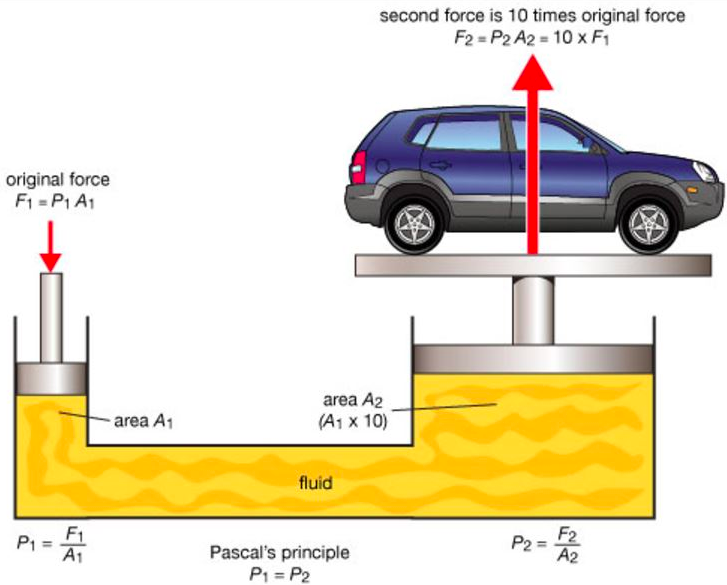 second force is 10 times original force
F2 = P2 A2 = 10 x F1
original force
F1 = P1 A1
area A1
area A2
(A1 x 10)
fluid
P1 = F1/A1
Pascal's principle
P1 = P2
P2 = F2/A2